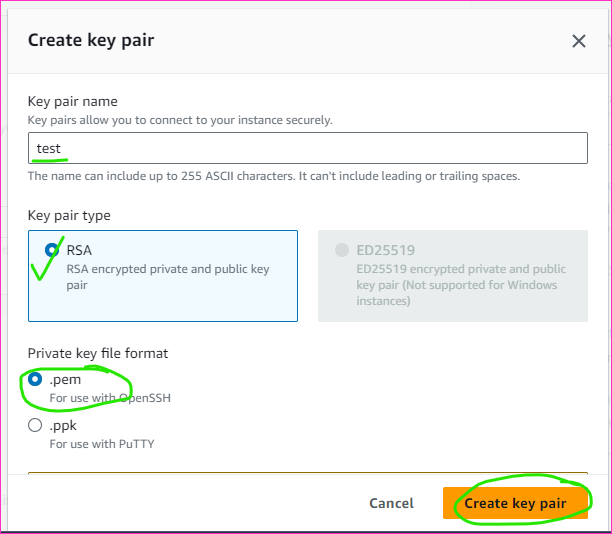 Create key pair
Key pair name
Key pairs allow you to connect to your instance securely.
test
The name can include up to 255 ASCII characters. It can't include leading or trailing spaces.
Key pair type
RSA
RSA encrypted private and public key
pair
ED25519
ED25519 encrypted private and public
key pair (Not supported for Windows
instances)
Private key file format
.pem
For use with OpenSSH
.ppk
For use with PuTTY
Cancel
Create key pair